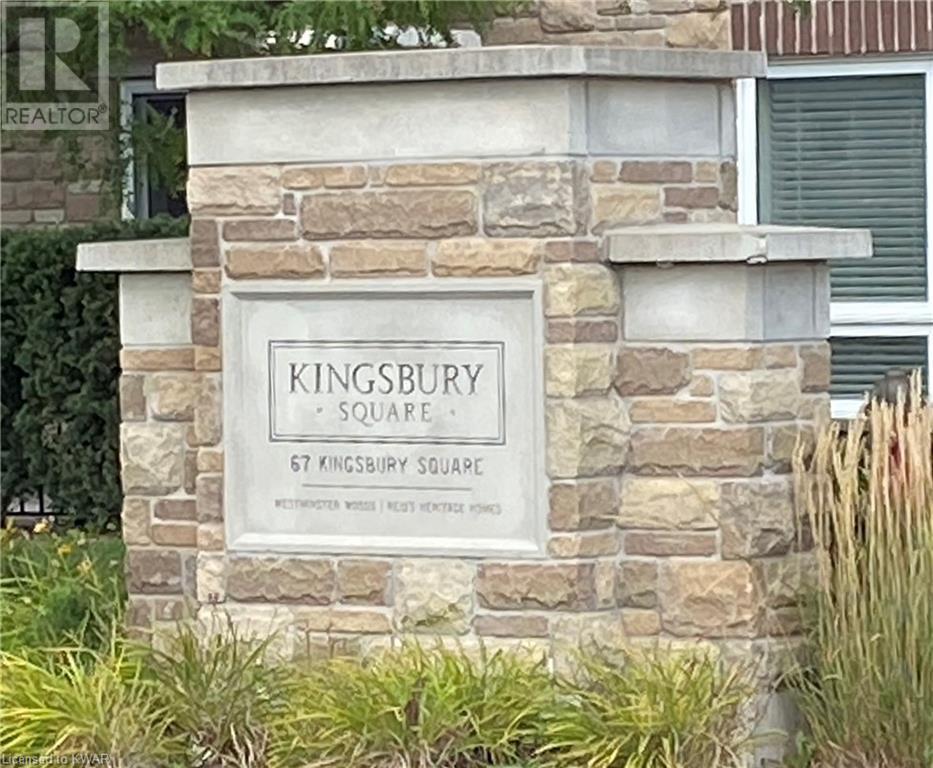 R
REALTOR®
KINGSBURY
SQUARE
67 KINGSBURY SQUARE
WESTMINSTER WOODS | REID'S HERITAGE HOMES
Licensed to KWAR